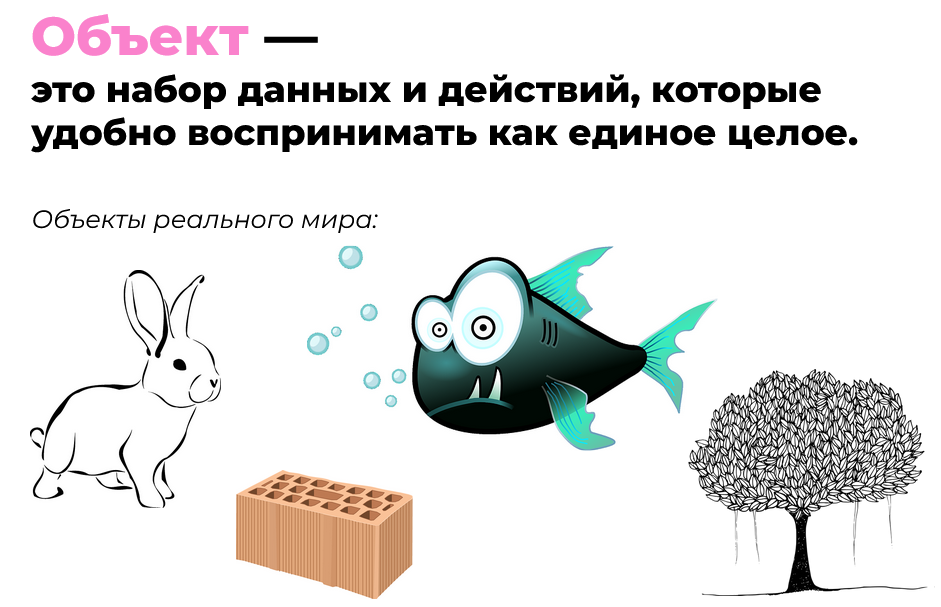 Объект —
это набор данных и действий, которые
удобно воспринимать как единое целое.
Объекты реального мира: